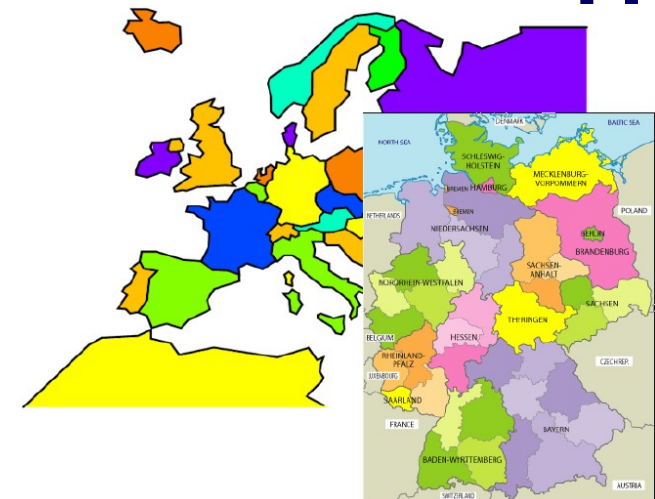 DENMARK
BALTIC SEA
NORTH SEA
SCHLESWIG-
HOLSTEIN
MECKLENBURG-
VORPOMMERN
BREMEN
HAMBURG
NETHERLANDS
BREMEN
POLAND
NIEDERSACHSEN
BERLIN
BRANDENBURG
SACHSEN-
ANHALT
NORDRHEIN-WESTFALEN
SACHSEN
THÜRINGEN
HESSEN
BELGIUM
RHEINLAND-
PFALZ
CZECH REP.
LUXEMBOURG
SAARLAND
FRANCE
BAYERN
BADEN-WÜRTTEMBERG
AUSTRIA
SWITZERLAND